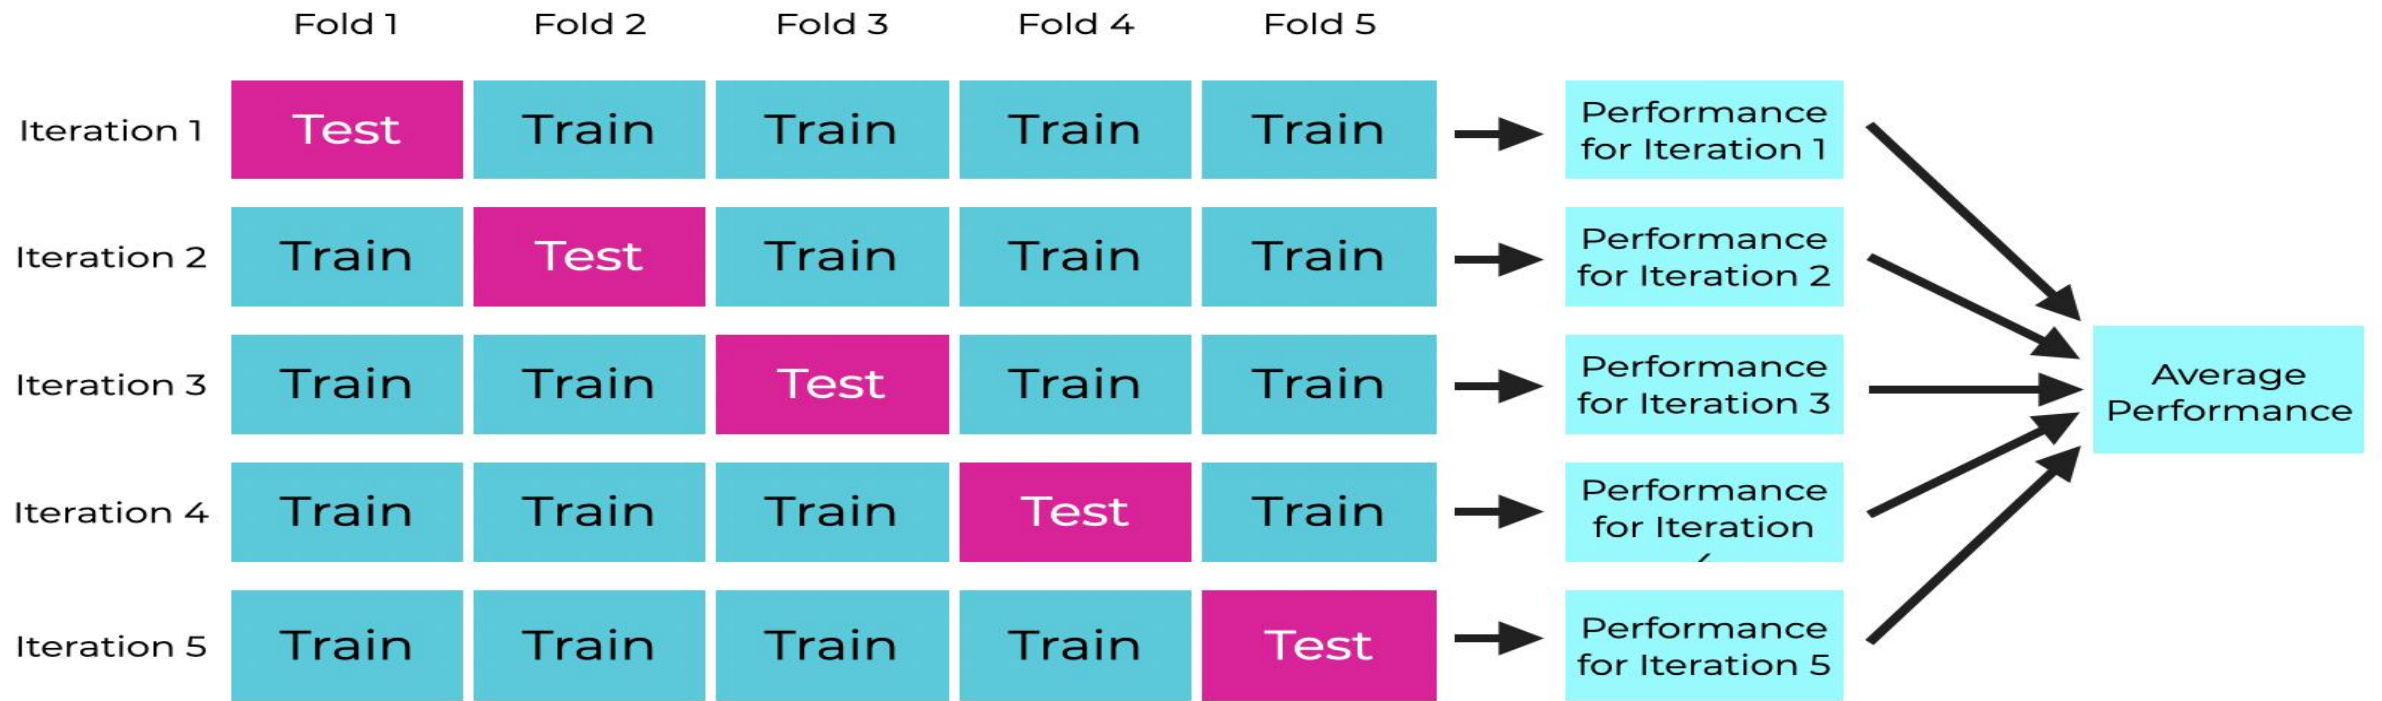 Fold 1 Fold 2 Fold 3 Fold 4 Fold 5
Iteration 1 Test Train Train Train Train Performance
for Iteration 1
Iteration 2 Train Test Train Train Train Performance
for Iteration 2
Iteration 3 Train Train Test Train Train Performance
for Iteration 3
Average
Performance
Iteration 4 Train Train Train Test Train Performance
for Iteration
Iteration 5 Train Train Train Train Test Performance
for Iteration 5